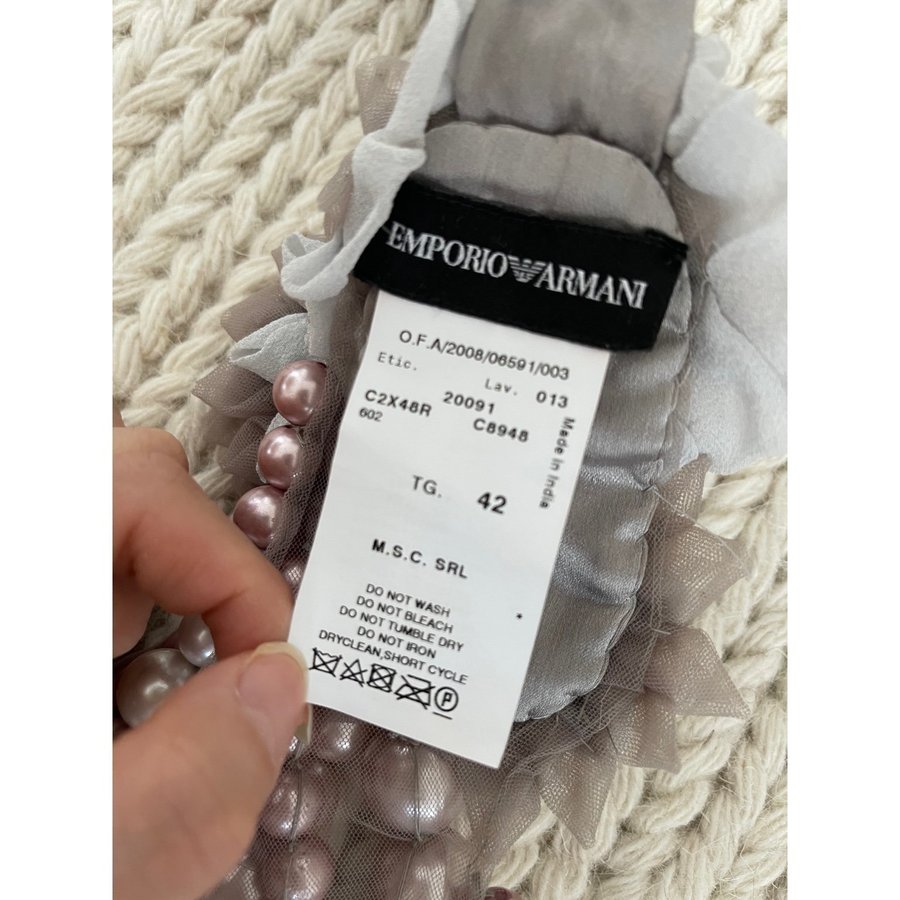 EMPORIO ARMANI
O.F.A/2008/06591/003
Etic. Lav. 013
C2X48R 20091 C8948
602
Made in India
TG. 42
M.S.C. SRL
DO NOT WASH
DO NOT BLEACH
DO NOT TUMBLE DRY
DO NOT IRON
DRYCLEAN,SHORT CYCLE
P